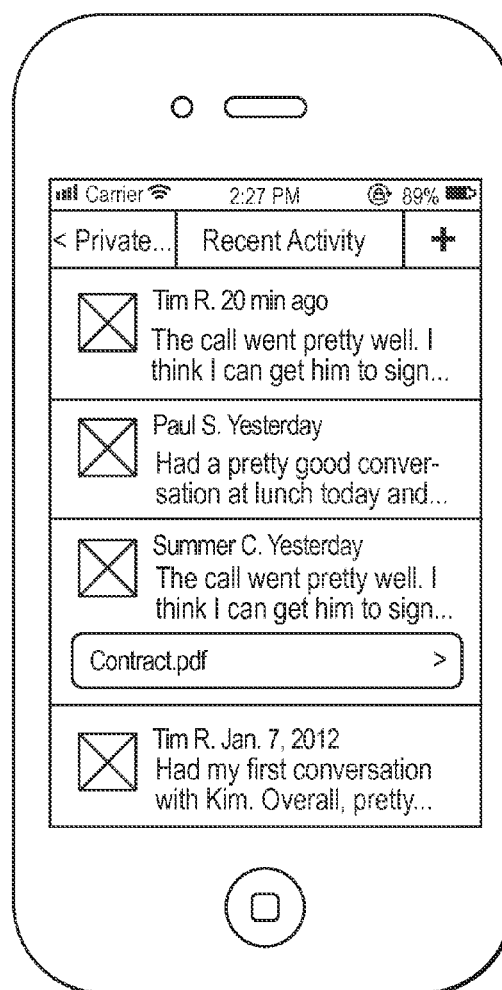 Carrier 2:27 PM 89%
< Private... Recent Activity +
Tim R. 20 min ago
The call went pretty well. I
think I can get him to sign...
Paul S. Yesterday
Had a pretty good conver-
sation at lunch today and...
Summer C. Yesterday
The call went pretty well. I
think I can get him to sign...
Contract.pdf >
Tim R. Jan. 7, 2012
Had my first conversation
with Kim. Overall, pretty...